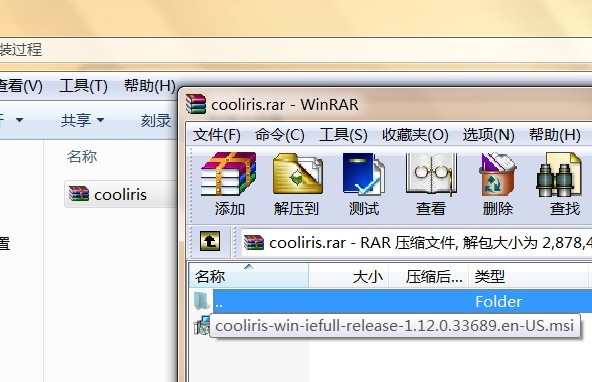 装过程
查看(V) 工具(T) 帮助(H)
共享 刻录
名称
cooliris
置
cooliris.rar - WinRAR
文件(F) 命令(C) 工具(S) 收藏夹(O) 选项(N) 帮助(H)
添加 解压到 测试 查看 删除 查找
cooliris.rar - RAR 压缩文件, 解包大小为 2,878,4
名称 大小 压缩后... 类型
.. Folder
cooliris-win-iefull-release-1.12.0.33689.en-US.msi